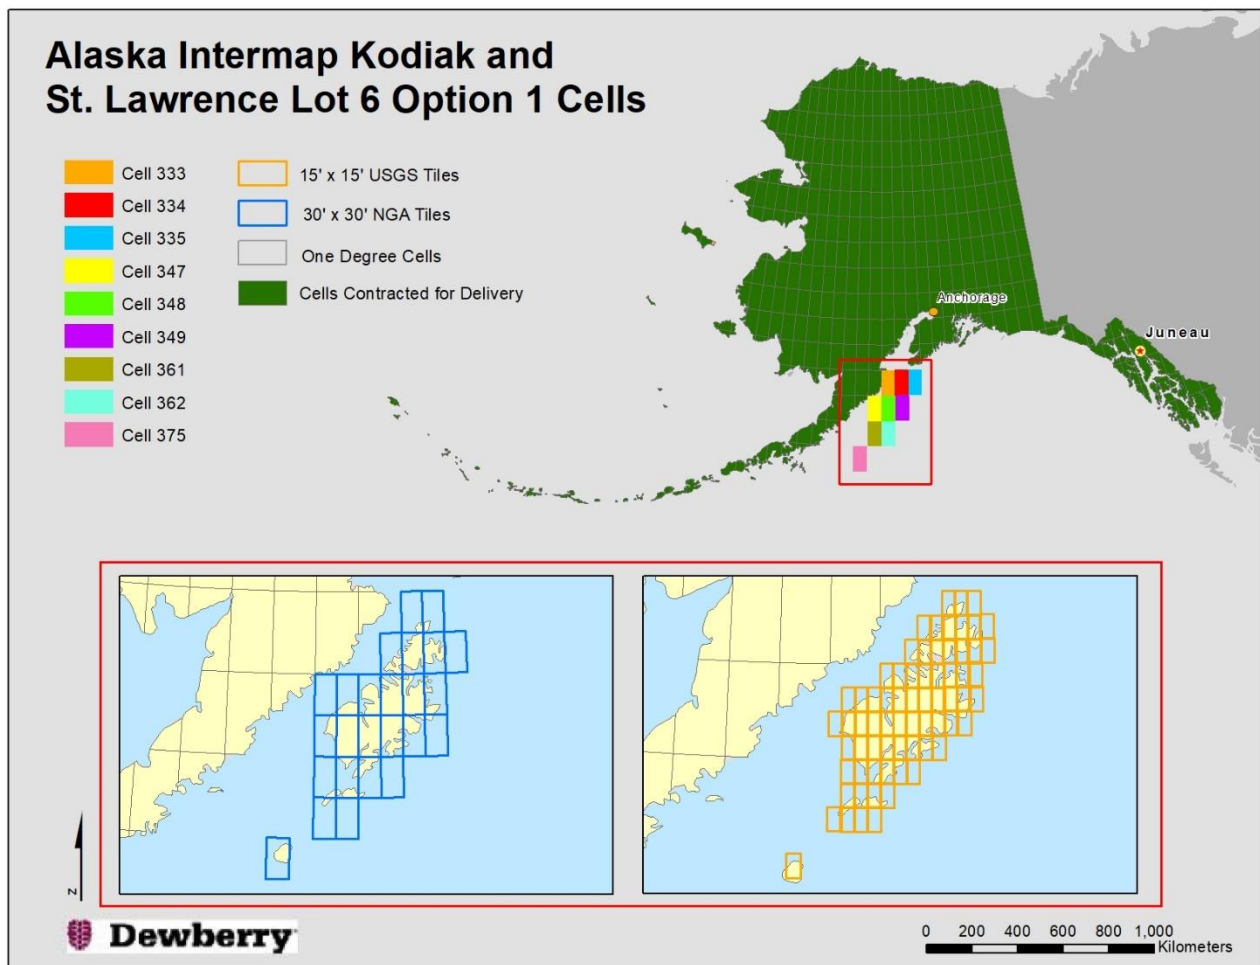 Alaska Intermap Kodiak and
St. Lawrence Lot 6 Option 1 Cells
Cell 333
Cell 334
Cell 335
Cell 347
Cell 348
Cell 349
Cell 361
Cell 362
Cell 375
15' x 15' USGS Tiles
30' x 30' NGA Tiles
One Degree Cells
Cells Contracted for Delivery
Anchorage
Juneau
N
Dewberry
0 200 400 600 800 1,000
Kilometers